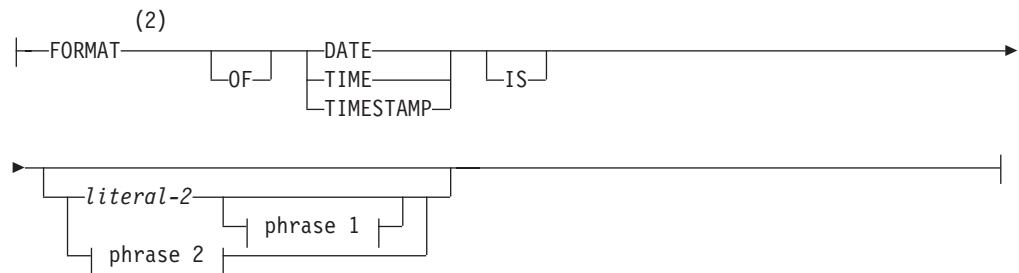 (2)
FORMAT DATE
OF TIME IS
TIMESTAMP
literal-2
phrase 1
phrase 2